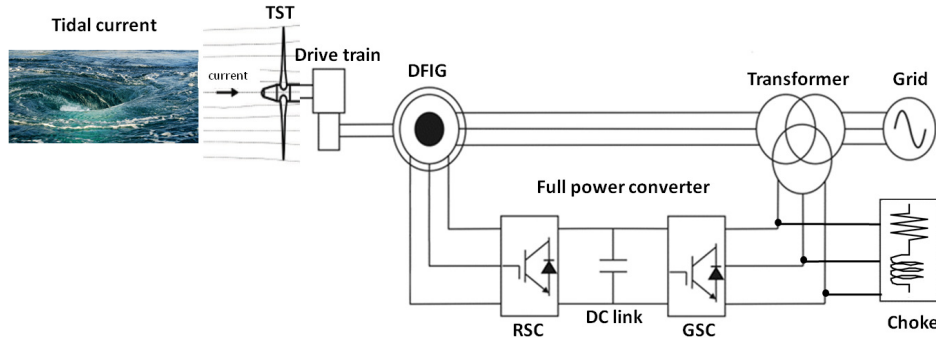 TST
Tidal current
Drive train
current
DFIG
Transformer
Grid
Full power converter
RSC
DC link
GSC
Choke